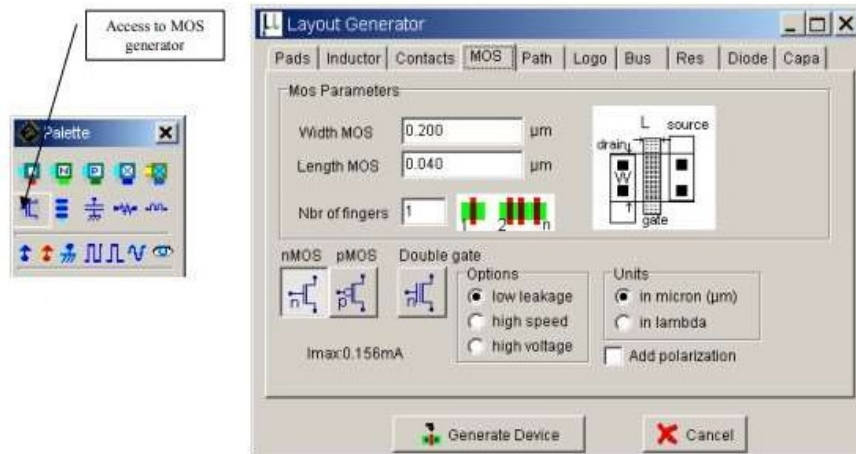 Access to MOS
generator
Palette
N P
Layout Generator
Pads Inductor Contacts MOS Path Logo Bus Res Diode Capa
Mos Parameters
Width MOS 0.200 µm
Length MOS 0.040 µm
Nbr of fingers 1
1 2 n
L source
drain
W
gate
nMOS pMOS Double gate
n p n
Options
low leakage
high speed
high voltage
Units
in micron (µm)
in lambda
Add polarization
Imax:0.156mA
Generate Device Cancel